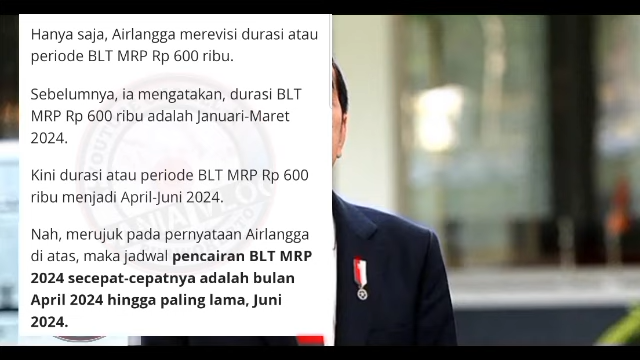 Hanya saja, Airlangga merevisi durasi atau
periode BLT MRP Rp 600 ribu.
Sebelumnya, ia mengatakan, durasi BLT
MRP Rp 600 ribu adalah Januari-Maret
2024.
Kini durasi atau periode BLT MRP Rp 600
ribu menjadi April-Juni 2024.
Nah, merujuk pada pernyataan Airlangga
di atas, maka jadwal pencairan BLT MRP
2024 secepat-cepatnya adalah bulan
April 2024 hingga paling lama, Juni
2024.